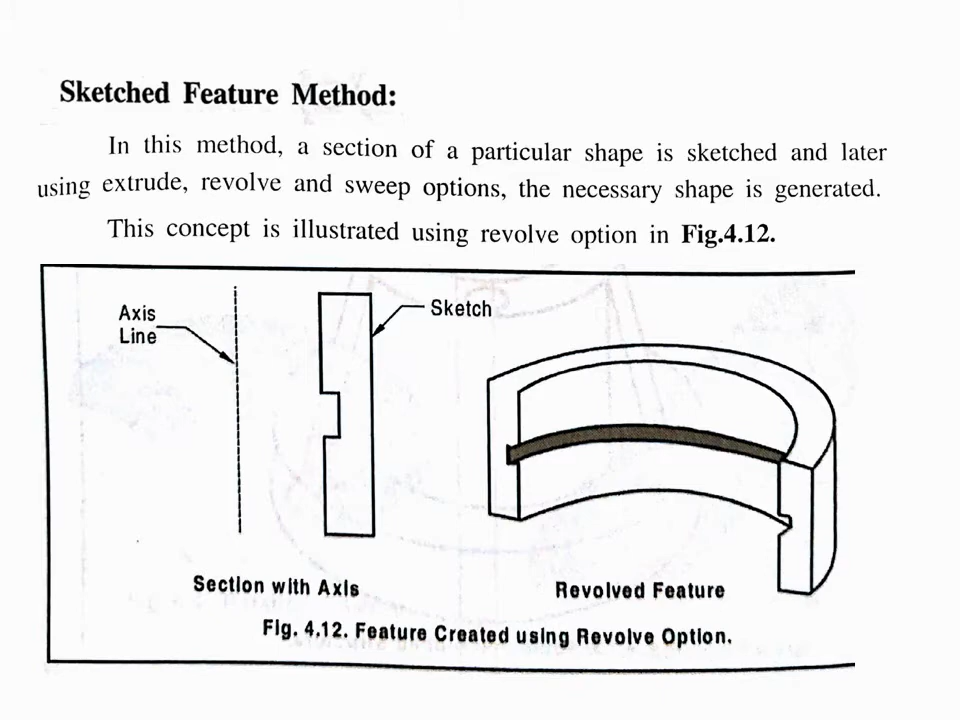 Sketched Feature Method:
In this method, a section of a particular shape is sketched and later
using extrude, revolve and sweep options, the necessary shape is generated.
This concept is illustrated using revolve option in Fig.4.12.
Axis
Line
Sketch
Section with Axis
Revolved Feature
Fig. 4.12. Feature Created using Revolve Option.